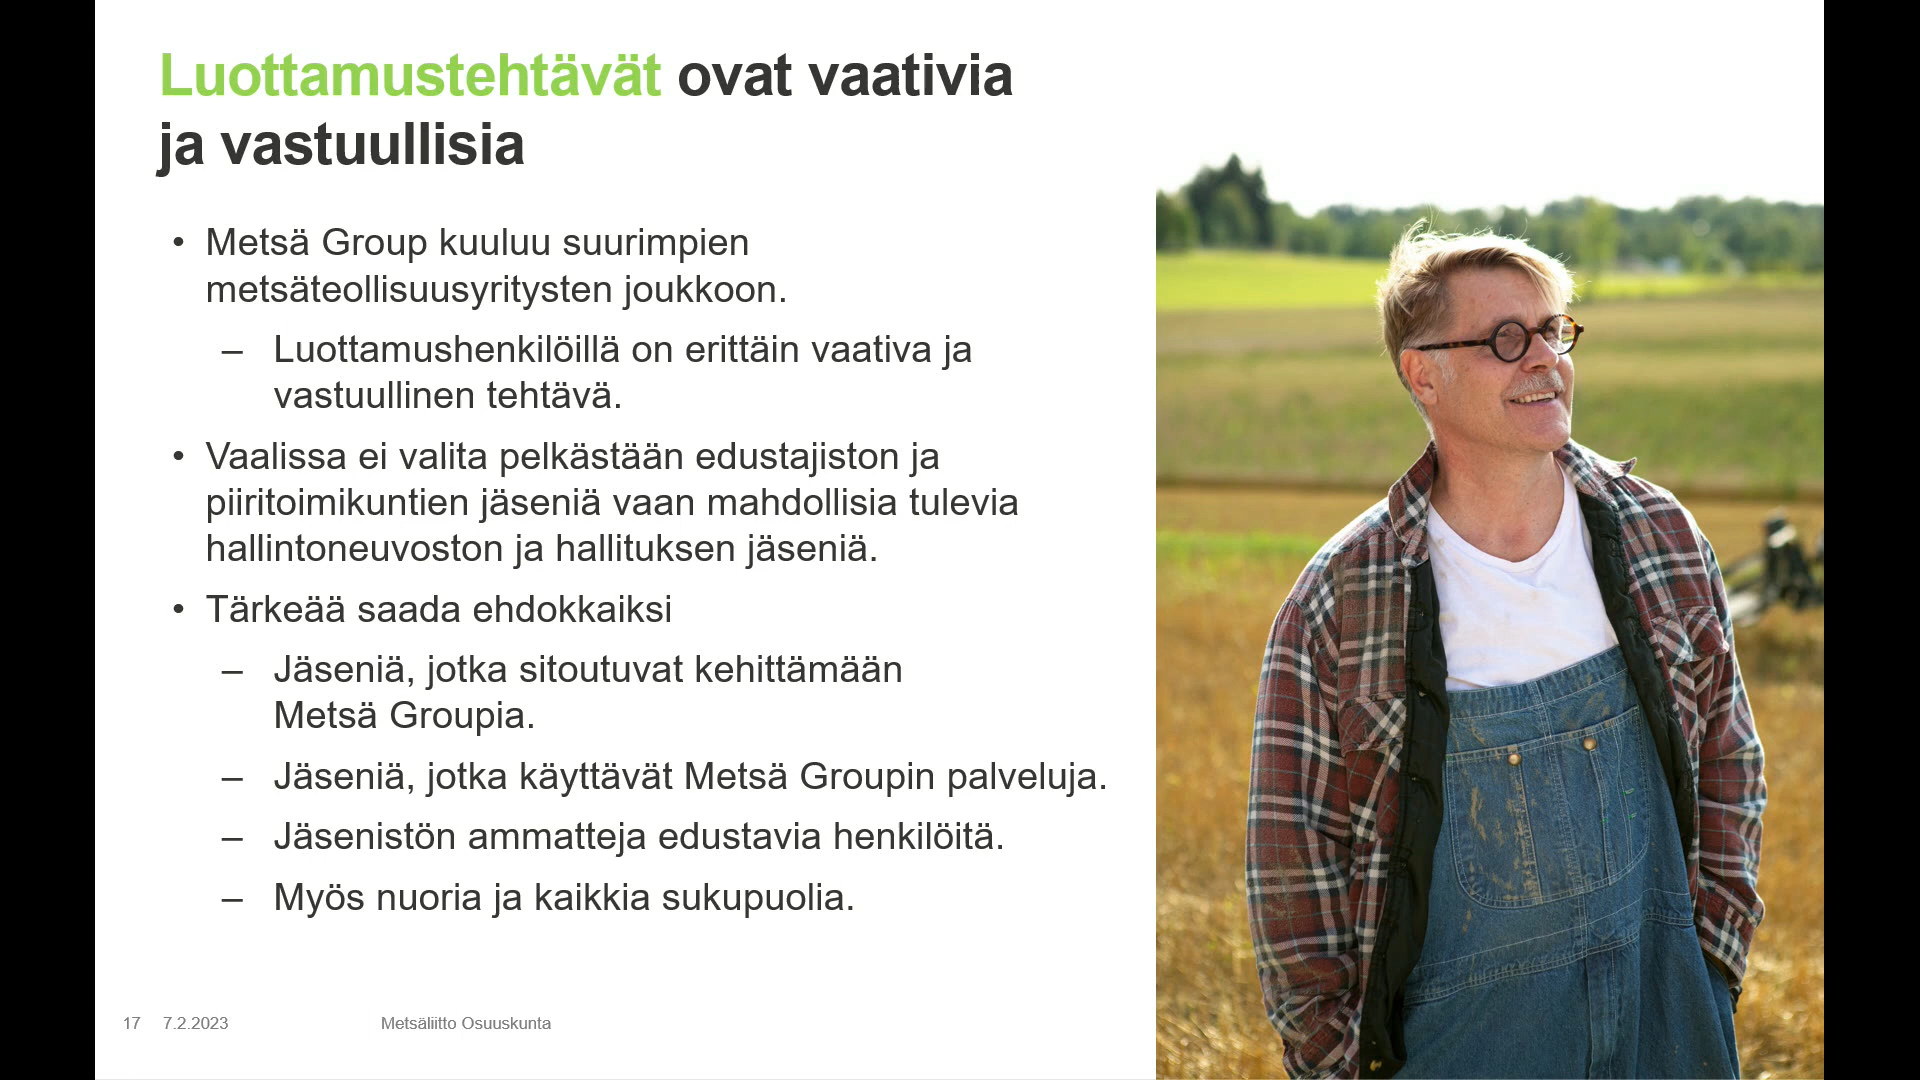 Luottamustehtävät ovat vaativia
ja vastuullisia
• Metsä Group kuuluu suurimpien
metsäteollisuusyritysten joukkoon.
– Luottamushenkilöillä on erittäin vaativa ja
vastuullinen tehtävä.
• Vaalissa ei valita pelkästään edustajiston ja
piiritoimikuntien jäseniä vaan mahdollisia tulevia
hallintoneuvoston ja hallituksen jäseniä.
• Tärkeää saada ehdokkaiksi
– Jäseniä, jotka sitoutuvat kehittämään
Metsä Groupia.
– Jäseniä, jotka käyttävät Metsä Groupin palveluja.
– Jäsenistön ammatteja edustavia henkilöitä.
– Myös nuoria ja kaikkia sukupuolia.
17 7.2.2023 Metsäliitto Osuuskunta